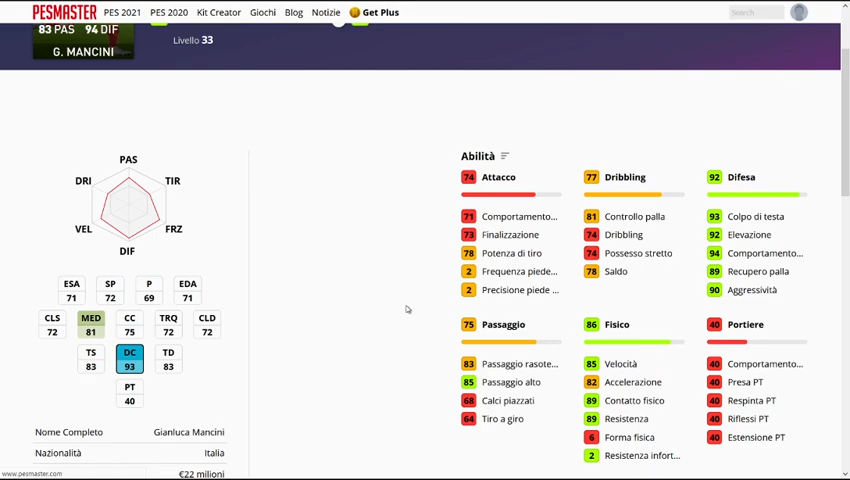 PESMASTER PES 2021 PES 2020 Kit Creator Giochi Blog Notizie Get Plus Search
83 PAS 94 DIF
G. MANCINI
Livello 33
PAS
DRI TIR
VEL FRZ
DIF
ESA SP P EDA
71 72 69 71
CLS MED CC TRQ CLD
72 81 75 72 72
TS DC TD
83 93 83
PT
40
Nome Completo Gianluca Mancini
Nazionalità Italia
€22 milioni
Abilità
74 Attacco
71 Comportamento...
73 Finalizzazione
78 Potenza di tiro
2 Frequenza piede...
2 Precisione piede ...
77 Dribbling
81 Controllo palla
74 Dribbling
74 Possesso stretto
78 Saldo
92 Difesa
93 Colpo di testa
92 Elevazione
94 Comportamento...
89 Recupero palla
90 Aggressività
75 Passaggio
83 Passaggio rasote...
85 Passaggio alto
68 Calci piazzati
64 Tiro a giro
86 Fisico
85 Velocità
82 Accelerazione
89 Contatto fisico
89 Resistenza
6 Forma fisica
2 Resistenza infort...
40 Portiere
40 Comportamento...
40 Presa PT
40 Respinta PT
40 Riflessi PT
40 Estensione PT
www.pesmaster.com